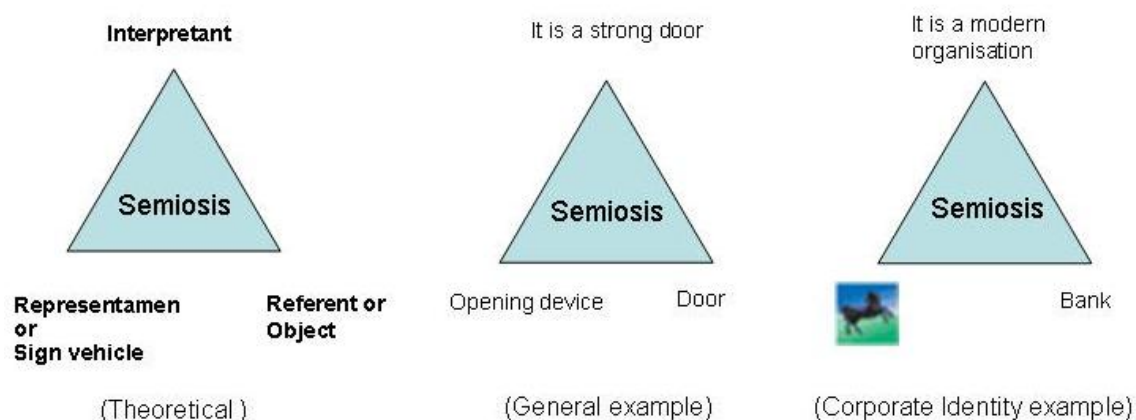 Interpretant
Semiosis
Representamen
or
Sign vehicle
Referent or
Object
(Theoretical )
It is a strong door
Semiosis
Opening device
Door
(General example)
It is a modern
organisation
Semiosis
Bank
(Corporate Identity example)